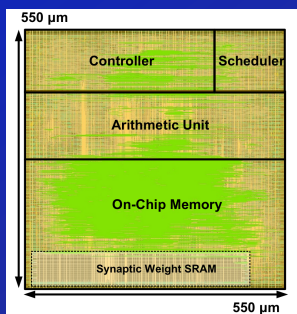 550 µm
Controller
Scheduler
Arithmetic Unit
On-Chip Memory
Synaptic Weight SRAM
550 µm